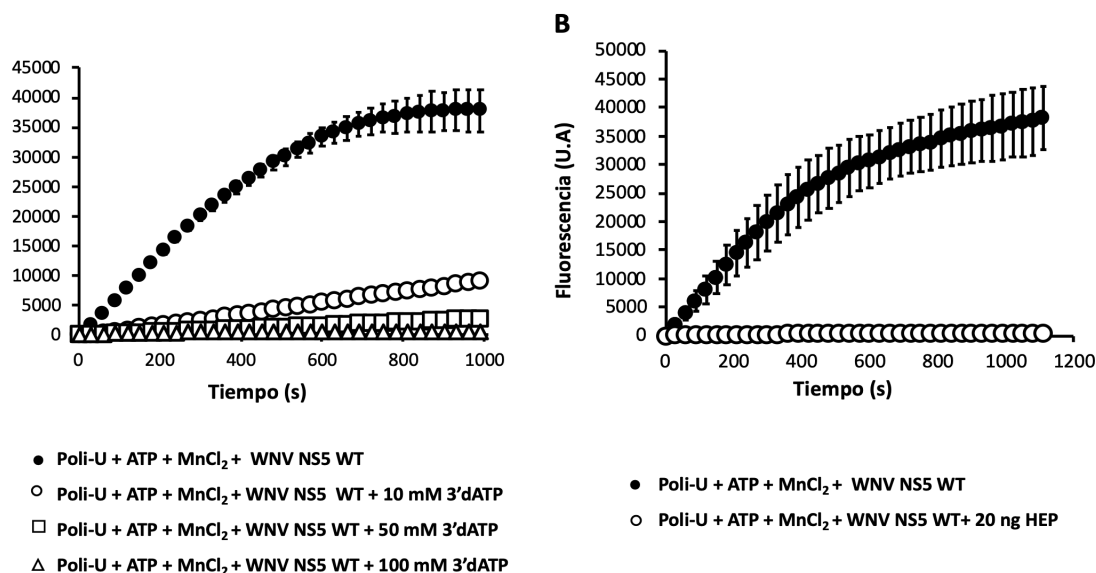 B
45000
40000
35000
30000
25000
20000
15000
10000
5000
0
0 200 400 600 800 1000
Tiempo (s)
● Poli-U + ATP + MnCl₂ + WNV NS5 WT
○ Poli-U + ATP + MnCl₂ + WNV NS5 WT + 10 mM 3’dATP
□ Poli-U + ATP + MnCl₂ + WNV NS5 WT + 50 mM 3’dATP
△ Poli-U + ATP + MnCl₂ + WNV NS5 WT + 100 mM 3’dATP
50000
45000
40000
35000
30000
25000
20000
15000
10000
5000
0
Fluorescencia (U.A)
0 200 400 600 800 1000 1200
Tiempo (s)
● Poli-U + ATP + MnCl₂ + WNV NS5 WT
○ Poli-U + ATP + MnCl₂ + WNV NS5 WT+ 20 ng HEP